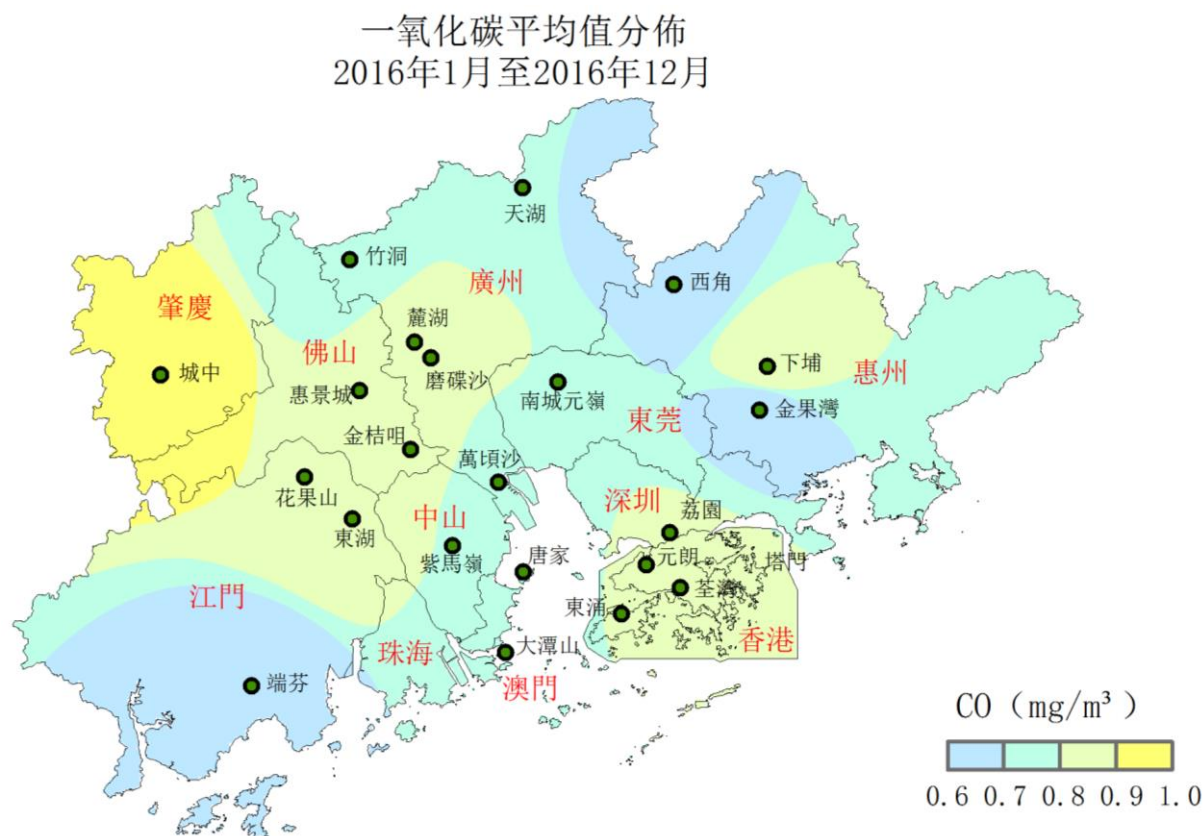 一氧化碳平均值分佈
2016年1月至2016年12月
天湖
竹洞
廣州
西角
肇慶
麓湖
佛山
磨碟沙
下埔
惠州
城中
惠景城
南城元嶺
東莞
金果灣
金桔咀
萬頃沙
花果山
深圳
荔園
中山
東湖
紫馬嶺
唐家
元朗
塔門
荃灣
江門
東涌
香港
珠海
大潭山
端芬
澳門
CO（mg/m³）
0.6 0.7 0.8 0.9 1.0